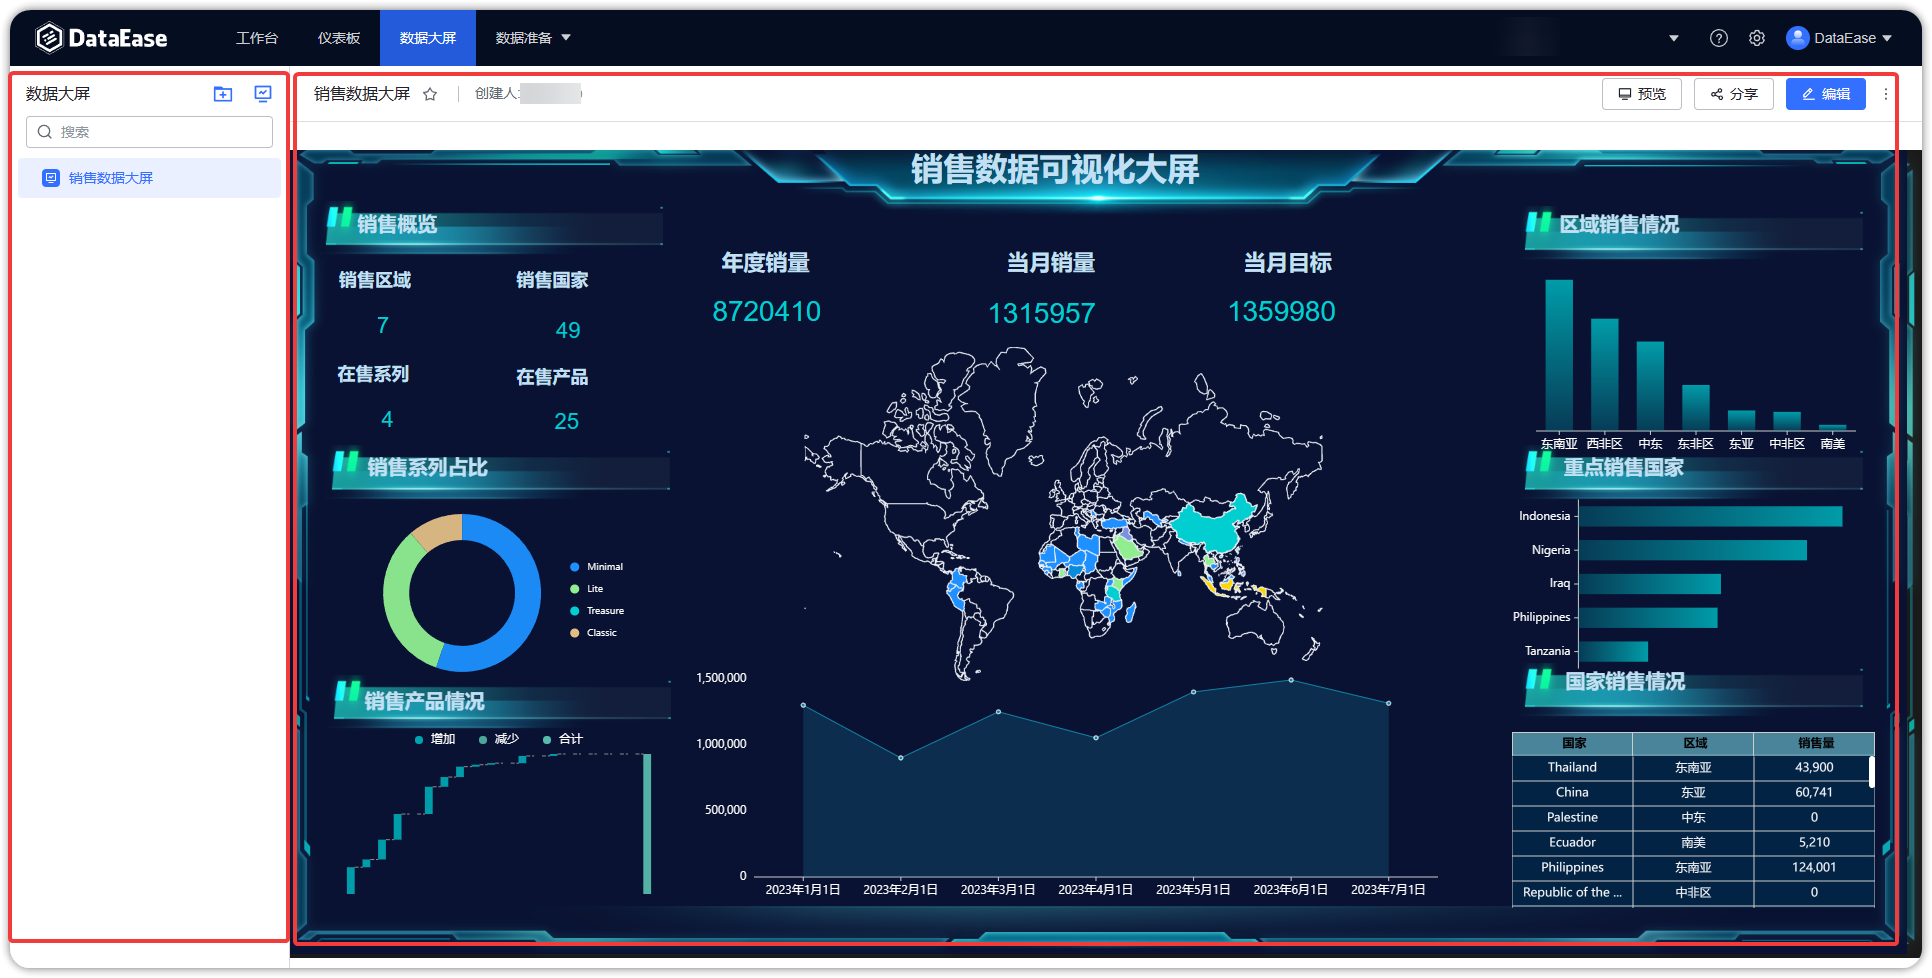 DataEase
工作台
仪表板
数据大屏
数据准备
DataEase
数据大屏
搜索
销售数据大屏
销售数据大屏
创建人:
预览
分享
编辑
销售数据可视化大屏
销售概览
销售区域
销售国家
7
49
在售系列
在售产品
4
25
销售系列占比
Minimal
Lite
Treasure
Classic
销售产品情况
增加
减少
合计
年度销量
当月销量
当月目标
8720410
1315957
1359980
1,500,000
1,000,000
500,000
0
2023年1月1日
2023年2月1日
2023年3月1日
2023年4月1日
2023年5月1日
2023年6月1日
2023年7月1日
区域销售情况
东南亚
西非区
中东
东非区
东亚
中非区
南美
重点销售国家
Indonesia
Nigeria
Iraq
Philippines
Tanzania
国家销售情况
国家 区域 销售量
Thailand 东南亚 43,900
China 东亚 60,741
Palestine 中东 0
Ecuador 南美 5,210
Philippines 东南亚 124,001
Republic of the ... 中非区 0